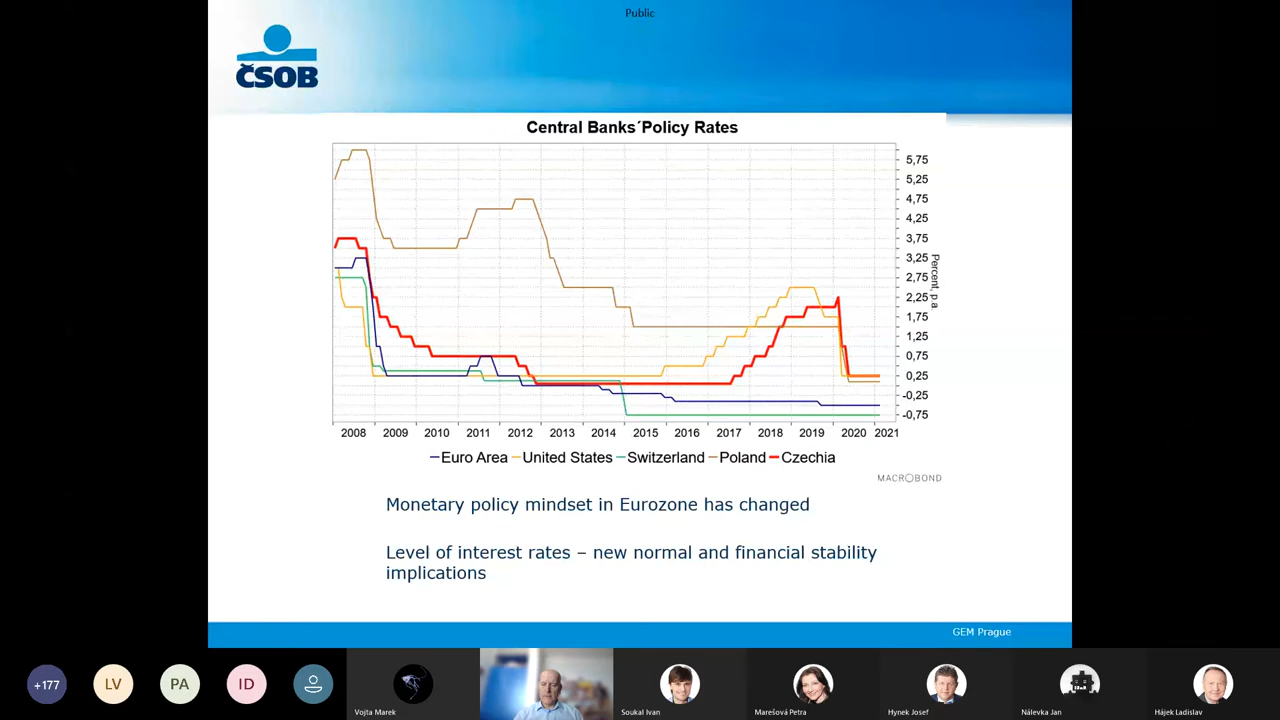 Public
ČSOB
Central Banks´Policy Rates
5,75
5,25
4,75
4,25
3,75
3,25
2,75
2,25
1,75
1,25
0,75
0,25
-0,25
-0,75
Percent, p.a.
2008 2009 2010 2011 2012 2013 2014 2015 2016 2017 2018 2019 2020 2021
Euro Area United States Switzerland Poland Czechia
MACROBOND
Monetary policy mindset in Eurozone has changed
Level of interest rates – new normal and financial stability
implications
GEM Prague
+177 LV PA ID
Vojta Marek Soukal Ivan Marešová Petra Hynek Josef Nálevka Jan Hájek Ladislav